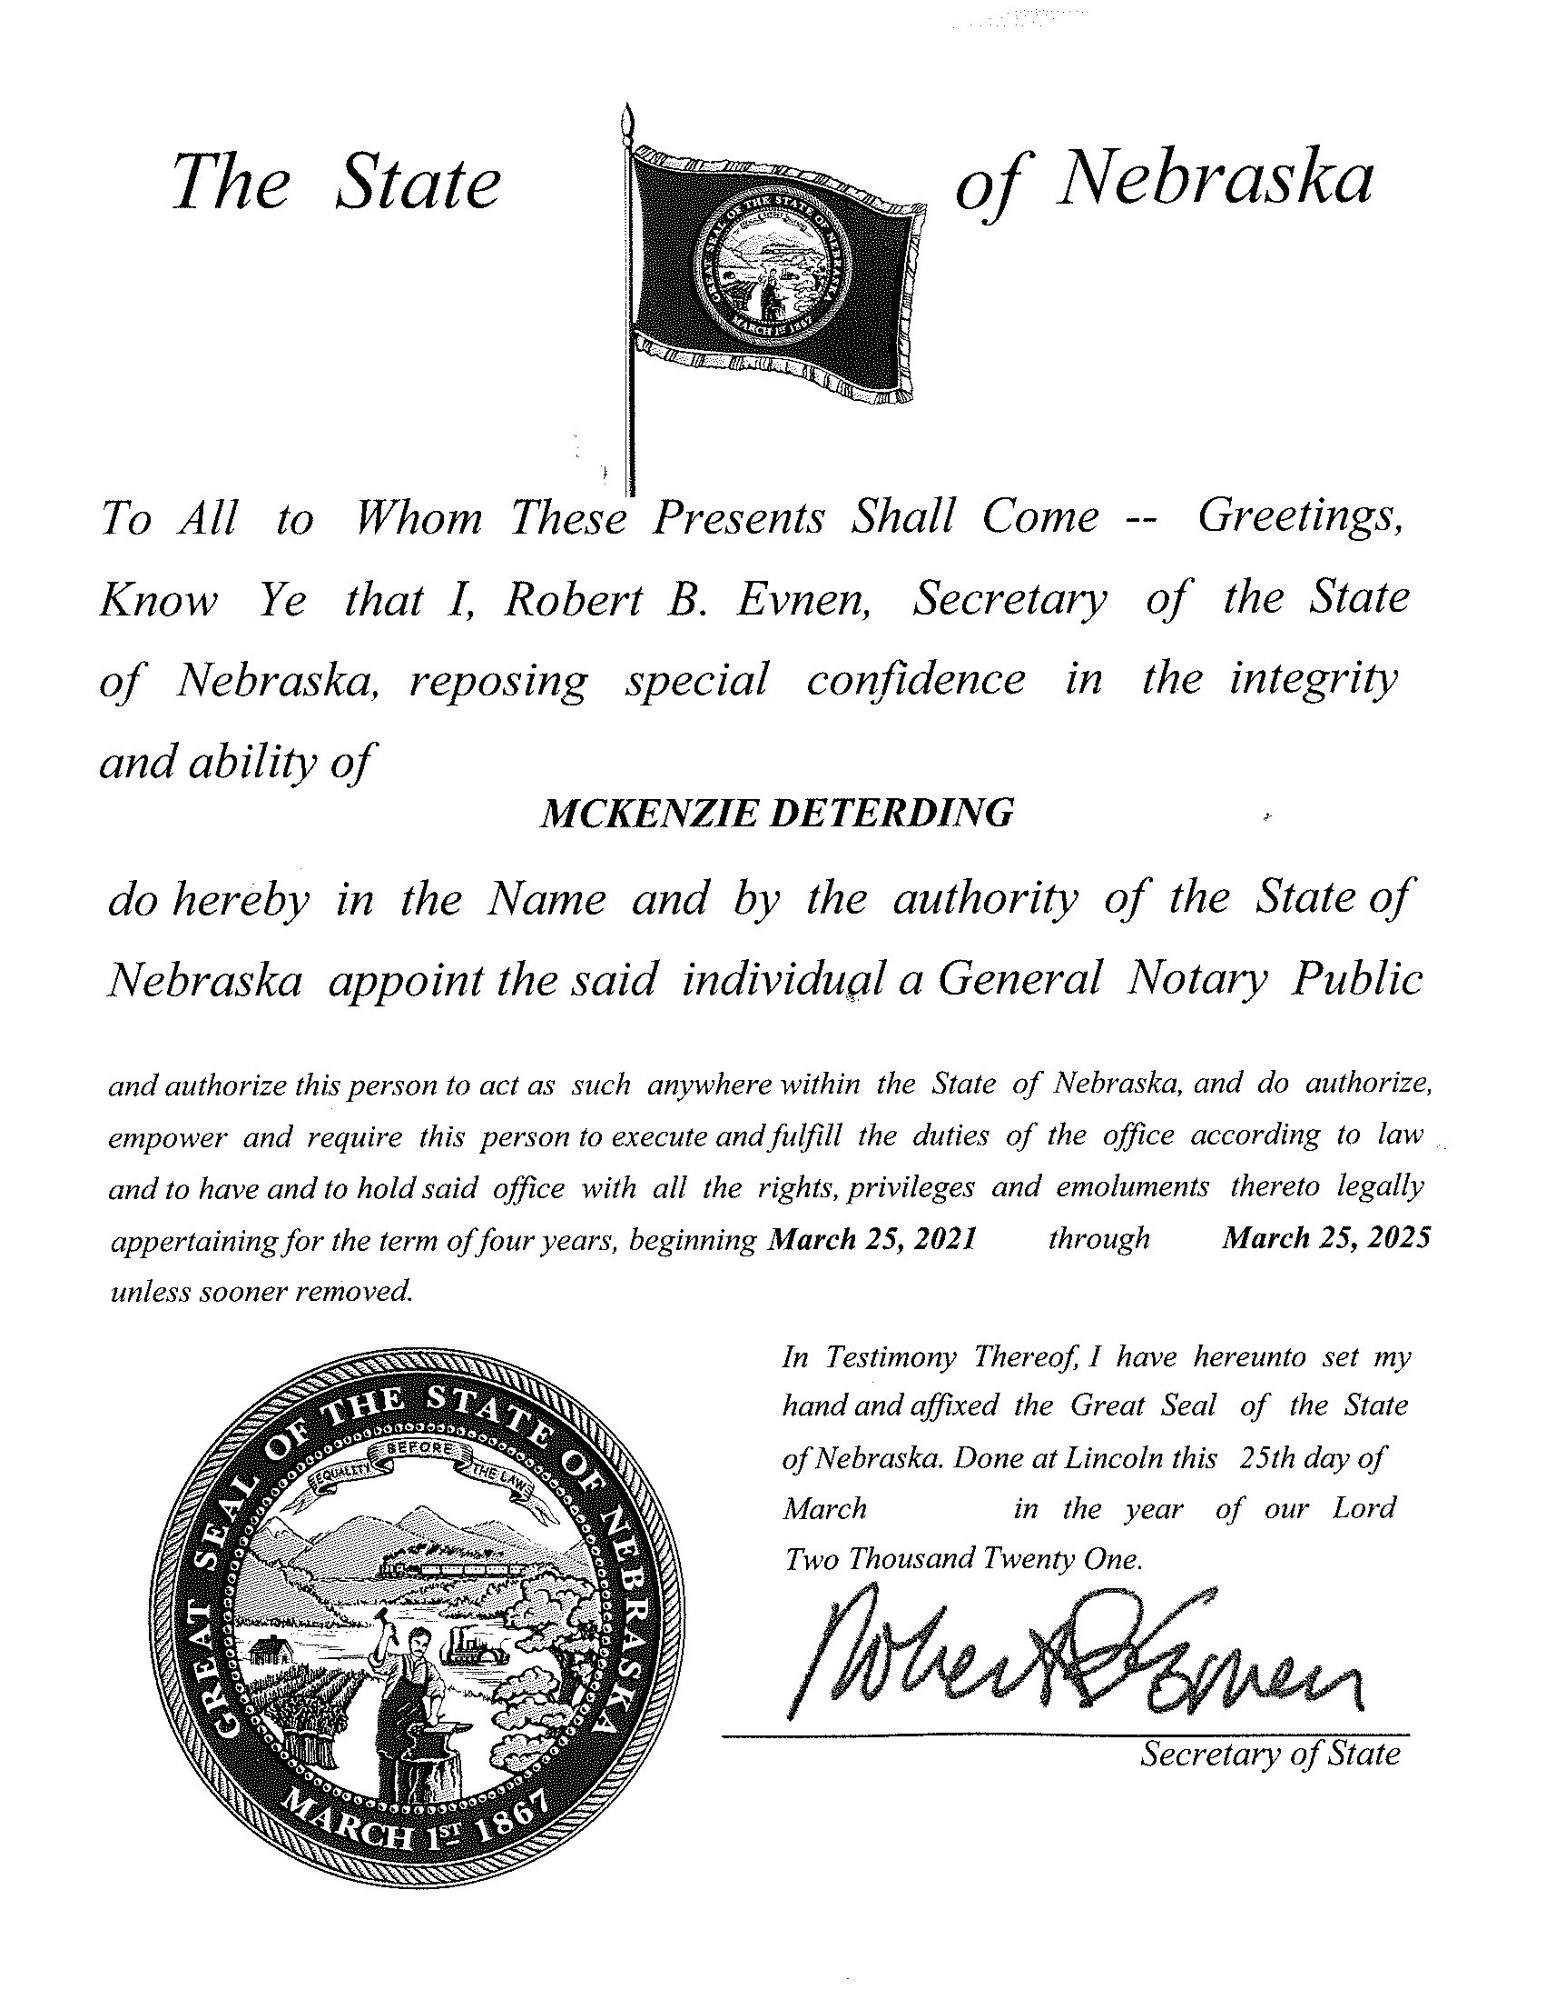 The State of Nebraska
GREAT SEAL OF THE STATE OF NEBRASKA
MARCH 1ST 1867
To All to Whom These Presents Shall Come -- Greetings,
Know Ye that I, Robert B. Evnen, Secretary of the State
of Nebraska, reposing special confidence in the integrity
and ability of
MCKENZIE DETERDING
do hereby in the Name and by the authority of the State of
Nebraska appoint the said individual a General Notary Public
and authorize this person to act as such anywhere within the State of Nebraska, and do authorize,
empower and require this person to execute and fulfill the duties of the office according to law
and to have and to hold said office with all the rights, privileges and emoluments thereto legally
appertaining for the term of four years, beginning March 25, 2021 through March 25, 2025
unless sooner removed.
In Testimony Thereof, I have hereunto set my
hand and affixed the Great Seal of the State
of Nebraska. Done at Lincoln this 25th day of
March in the year of our Lord
Two Thousand Twenty One.
Robert B Evnen
Secretary of State
GREAT SEAL OF THE STATE OF NEBRASKA
EQUALITY BEFORE THE LAW
MARCH 1ST 1867